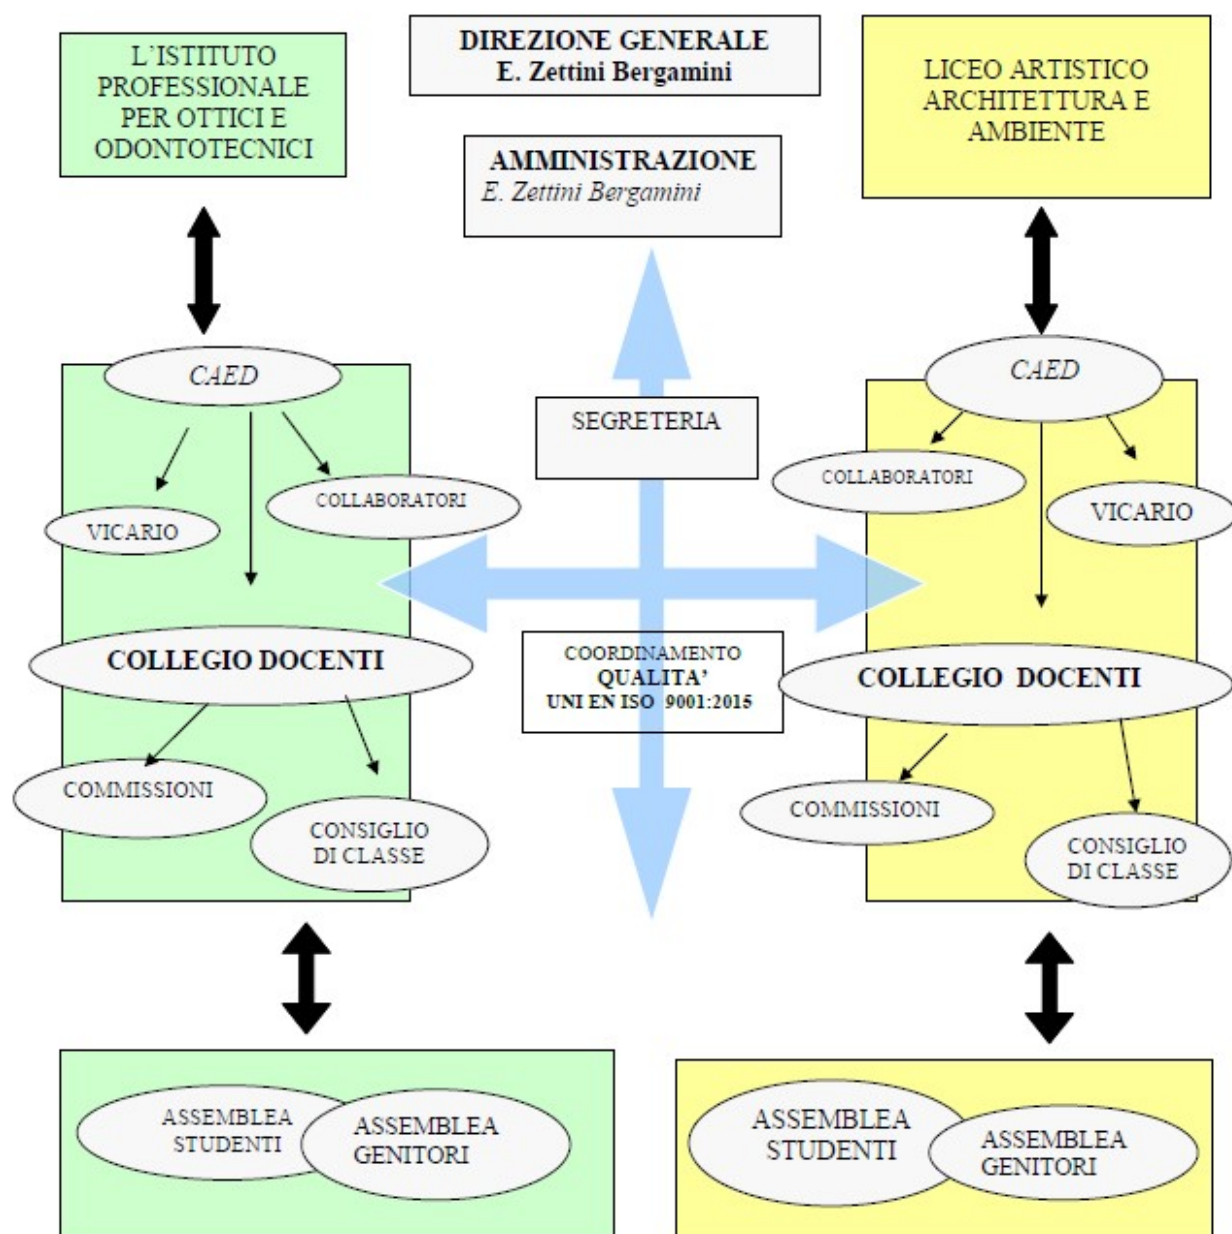 L`ISTITUTO
PROFESSIONALE
PER OTTICI E
ODONTOTECNICI
DIREZIONE GENERALE
E. Zettini Bergamini
LICEO ARTISTICO
ARCHITETTURA E
AMBIENTE
AMMINISTRAZIONE
E. Zettini Bergamini
CAED
VICARIO
COLLABORATORI
COLLEGIO DOCENTI
COMMISSIONI
CONSIGLIO
DI CLASSE
SEGRETERIA
COORDINAMENTO
QUALITA’
UNI EN ISO 9001:2015
CAED
COLLABORATORI
VICARIO
COLLEGIO DOCENTI
COMMISSIONI
CONSIGLIO
DI CLASSE
ASSEMBLEA
STUDENTI
ASSEMBLEA
GENITORI
ASSEMBLEA
STUDENTI
ASSEMBLEA
GENITORI